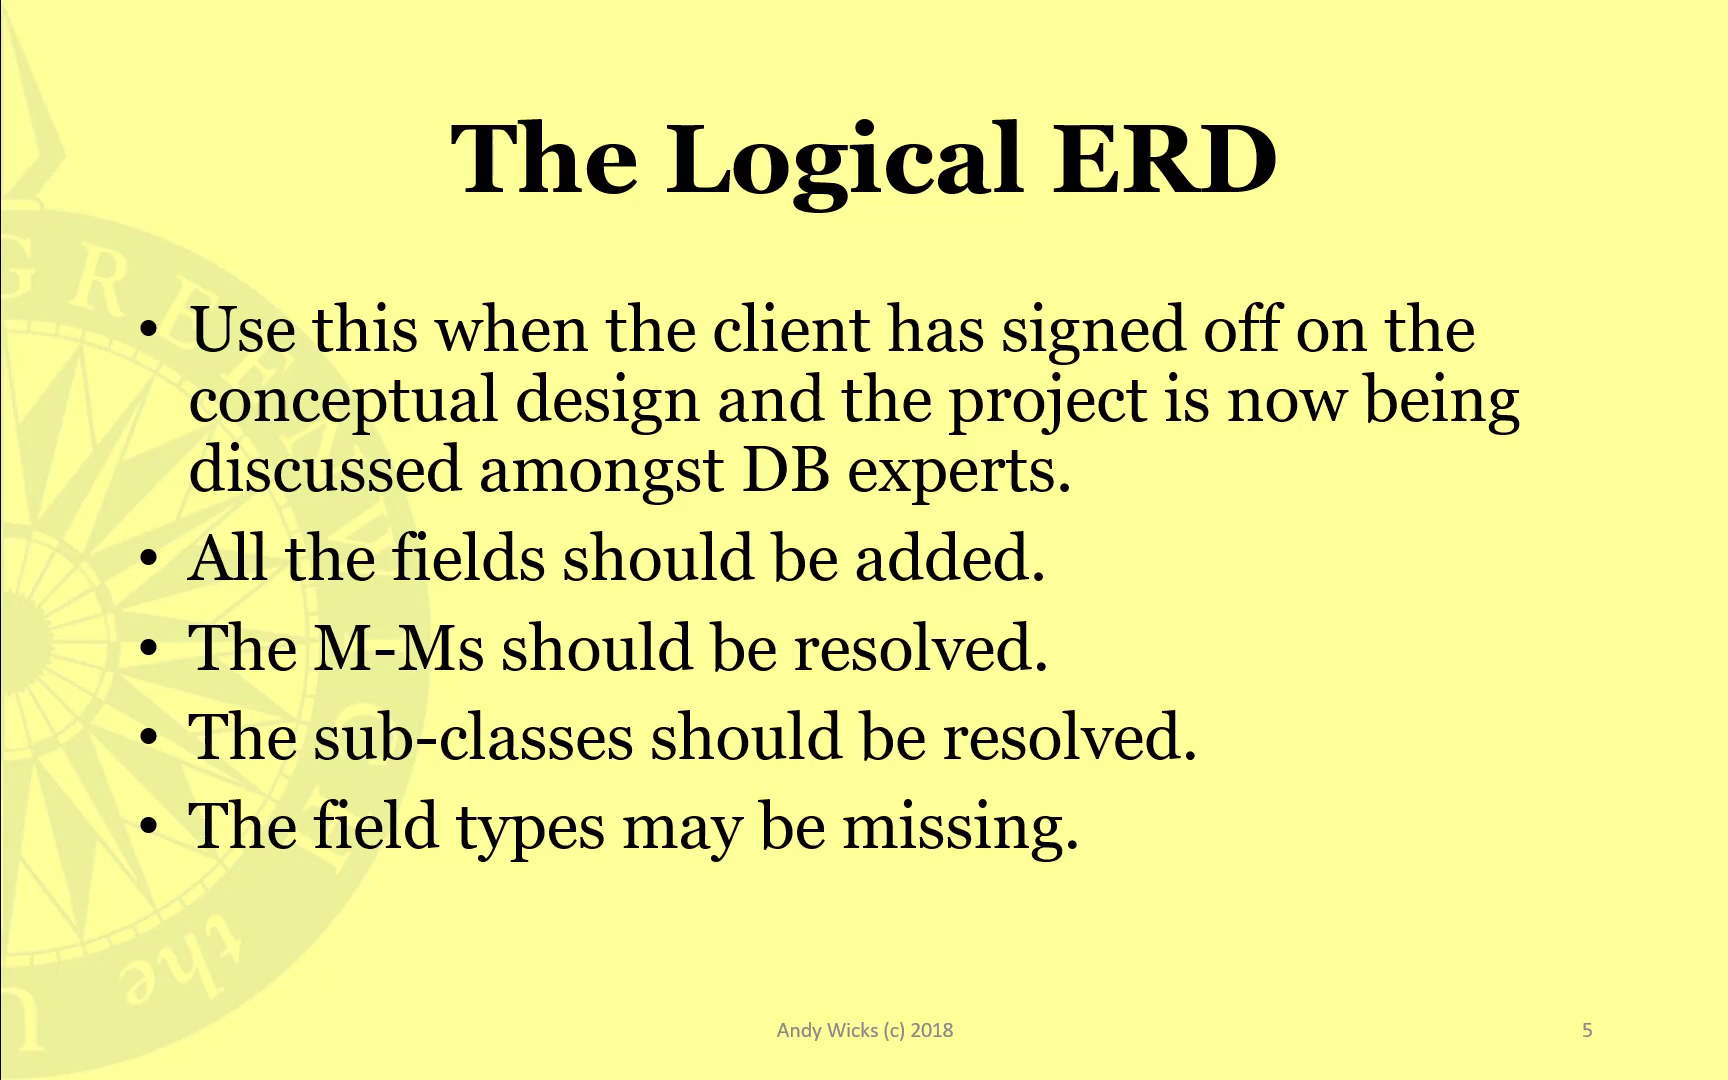 The Logical ERD
• Use this when the client has signed off on the
conceptual design and the project is now being
discussed amongst DB experts.
• All the fields should be added.
• The M-Ms should be resolved.
• The sub-classes should be resolved.
• The field types may be missing.
the
Andy Wicks (c) 2018
5